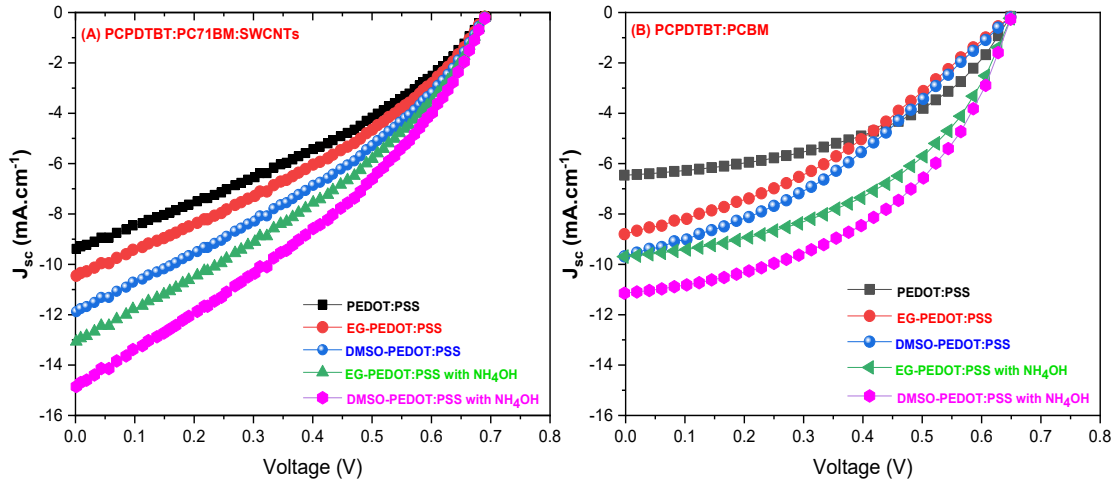 (A) PCPDTBT:PC71BM:SWCNTs
J_sc (mA.cm⁻¹)
0
-2
-4
-6
-8
-10
-12
-14
-16
PEDOT:PSS
EG-PEDOT:PSS
DMSO-PEDOT:PSS
EG-PEDOT:PSS with NH₄OH
DMSO-PEDOT:PSS with NH₄OH
0.0 0.1 0.2 0.3 0.4 0.5 0.6 0.7 0.8
Voltage (V)
(B) PCPDTBT:PCBM
J_sc (mA.cm⁻¹)
0
-2
-4
-6
-8
-10
-12
-14
-16
PEDOT:PSS
EG-PEDOT:PSS
DMSO-PEDOT:PSS
EG-PEDOT:PSS with NH₄OH
DMSO-PEDOT:PSS with NH₄OH
0.0 0.1 0.2 0.3 0.4 0.5 0.6 0.7 0.8
Voltage (V)